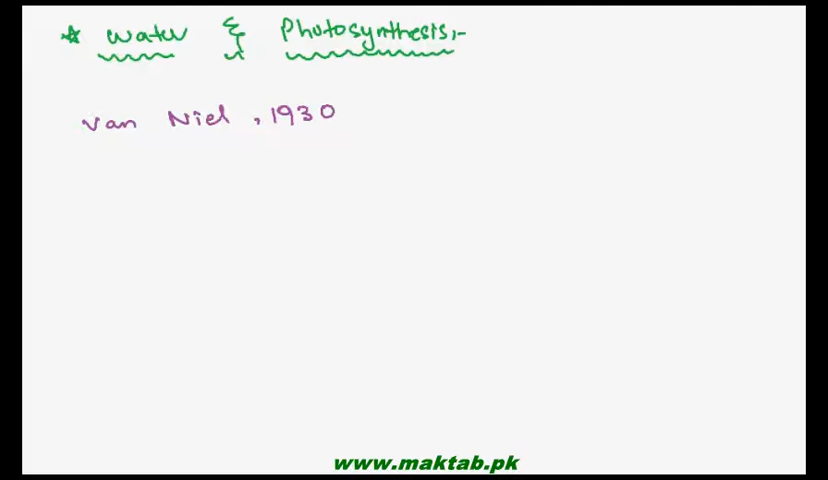 * Water & Photosynthesis:-
Van Niel, 1930
www.maktab.pk